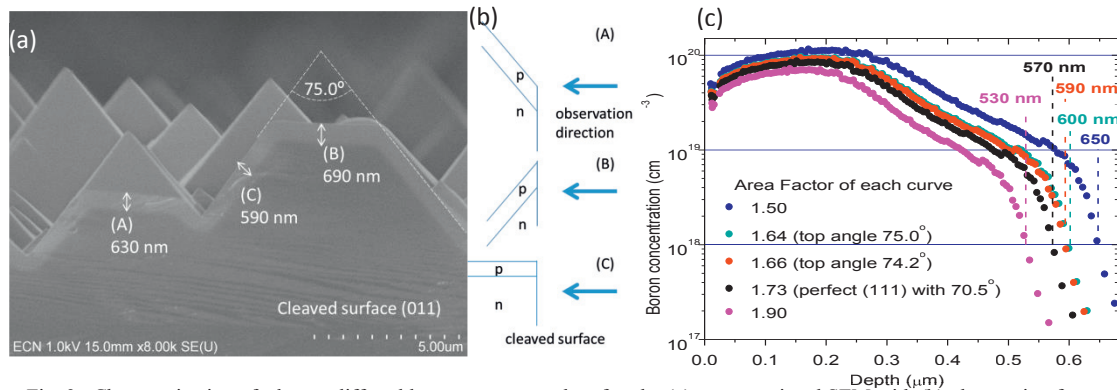 (a)
75.0°
(B)
690 nm
(C)
590 nm
(A)
630 nm
Cleaved surface (011)
ECN 1.0kV 15.0mm x8.00k SE(U)
5.00um
(b)
(A)
p
n
observation
direction
(B)
p
n
(C)
p
n
cleaved surface
(c)
Boron concentration (cm-3)
10^20
10^19
10^18
10^17
570 nm
530 nm
590 nm
600 nm
650
Area Factor of each curve
1.50
1.64 (top angle 75.0°)
1.66 (top angle 74.2°)
1.73 (perfect (111) with 70.5°)
1.90
0.0 0.1 0.2 0.3 0.4 0.5 0.6
Depth (μm)